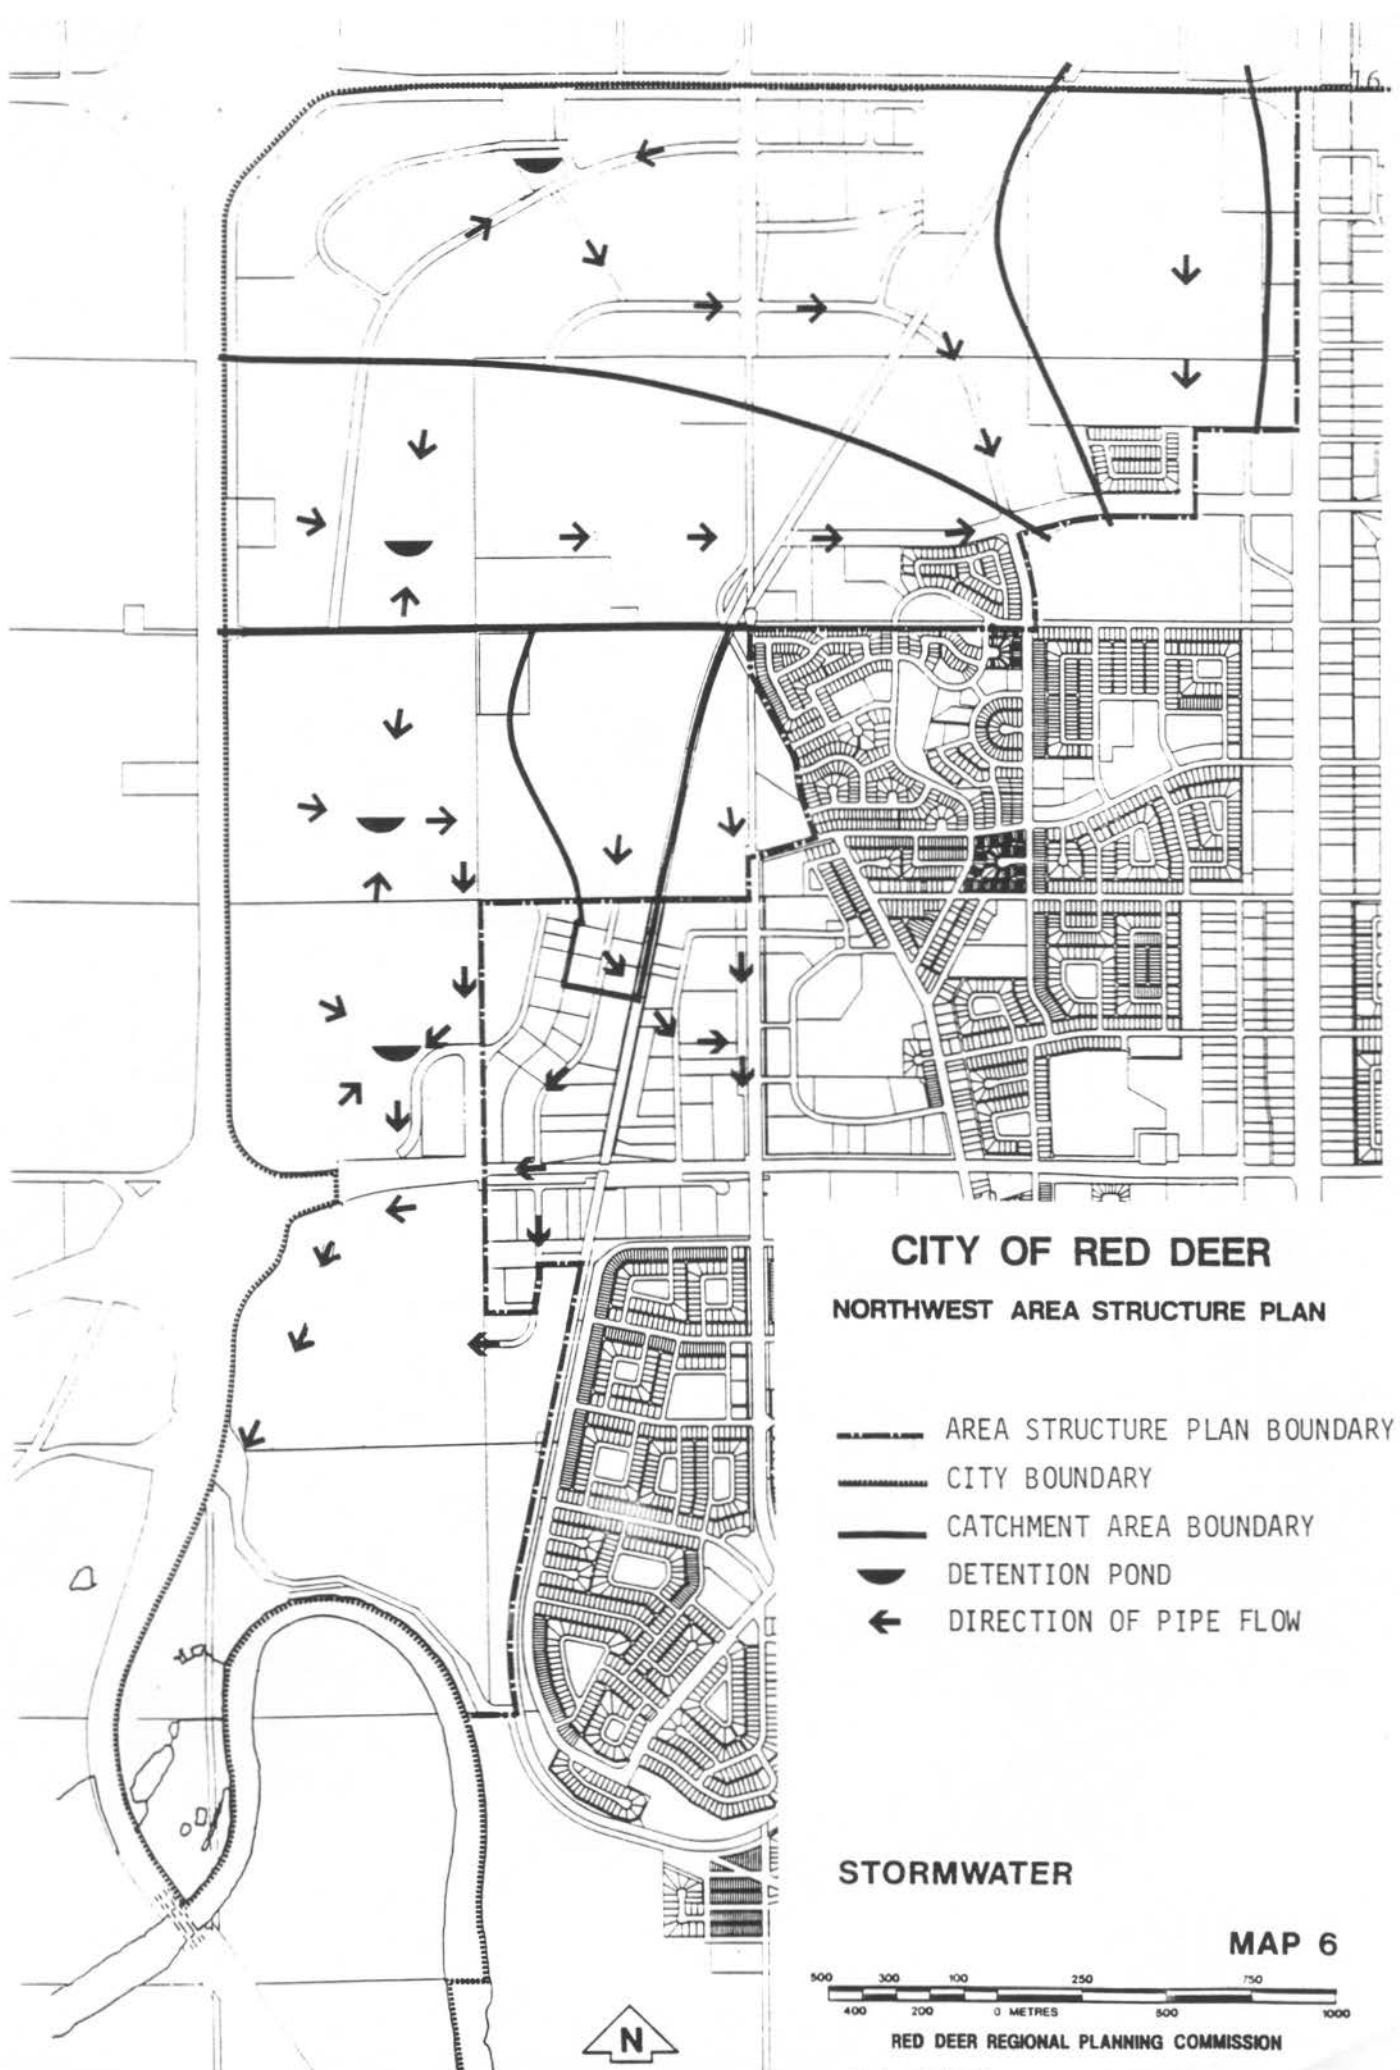 16
CITY OF RED DEER
NORTHWEST AREA STRUCTURE PLAN
AREA STRUCTURE PLAN BOUNDARY
CITY BOUNDARY
CATCHMENT AREA BOUNDARY
DETENTION POND
DIRECTION OF PIPE FLOW
STORMWATER
MAP 6
500 300 100 250 750
400 200 0 METRES 500 1000
RED DEER REGIONAL PLANNING COMMISSION
N